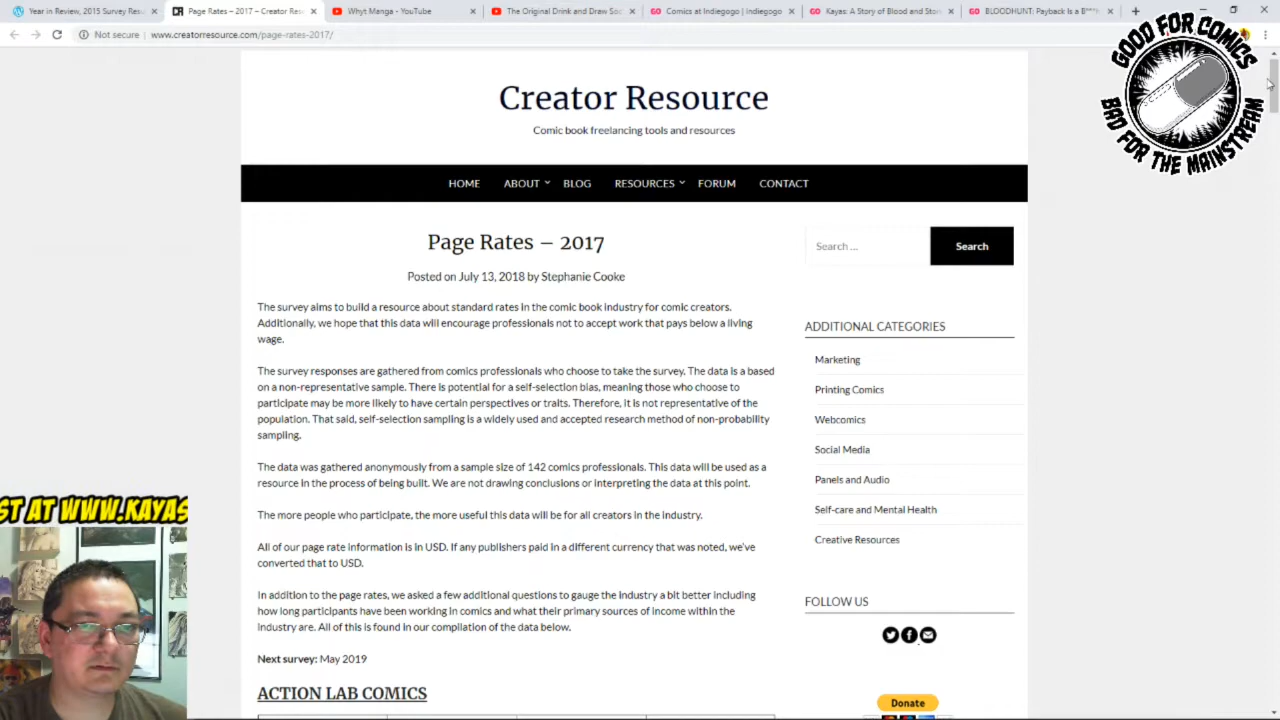 Year in Review, 2015 Survey Resu
Page Rates – 2017 – Creator Reso
Whyt Manga - YouTube
The Original Drink and Draw Soc
Comics at Indiegogo | Indiegogo
Kayas: A Story of Blood and Stor
BLOODHUNT: Payback Is a B**
Not secure | www.creatorresource.com/page-rates-2017/
GOOD FOR COMICS
BAD FOR THE MAINSTREAM
Creator Resource
Comic book freelancing tools and resources
HOME ABOUT BLOG RESOURCES FORUM CONTACT
Page Rates – 2017
Posted on July 13, 2018 by Stephanie Cooke
The survey aims to build a resource about standard rates in the comic book industry for comic creators.
Additionally, we hope that this data will encourage professionals not to accept work that pays below a living
wage.
The survey responses are gathered from comics professionals who choose to take the survey. The data is a based
on a non-representative sample. There is potential for a self-selection bias, meaning those who choose to
participate may be more likely to have certain perspectives or traits. Therefore, it is not representative of the
population. That said, self-selection sampling is a widely used and accepted research method of non-probability
sampling.
The data was gathered anonymously from a sample size of 142 comics professionals. This data will be used as a
resource in the process of being built. We are not drawing conclusions or interpreting the data at this point.
The more people who participate, the more useful this data will be for all creators in the industry.
All of our page rate information is in USD. If any publishers paid in a different currency that was noted, we've
converted that to USD.
In addition to the page rates, we asked a few additional questions to gauge the industry a bit better including
how long participants have been working in comics and what their primary sources of income within the
industry are. All of this is found in our compilation of the data below.
Next survey: May 2019
ACTION LAB COMICS
Search ...
Search
ADDITIONAL CATEGORIES
Marketing
Printing Comics
Webcomics
Social Media
Panels and Audio
Self-care and Mental Health
Creative Resources
FOLLOW US
Donate
ST AT WWW.KAYAS